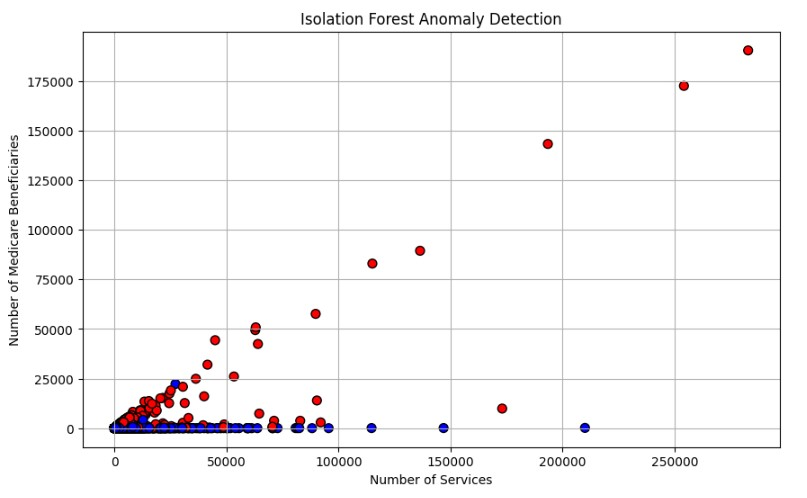 Isolation Forest Anomaly Detection
Number of Medicare Beneficiaries
175000
150000
125000
100000
75000
50000
25000
0
0 50000 100000 150000 200000 250000
Number of Services